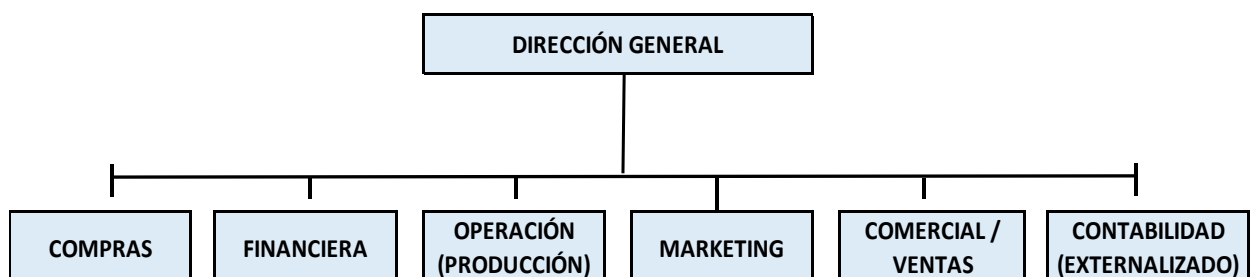 DIRECCIÓN GENERAL
COMPRAS
FINANCIERA
OPERACIÓN
(PRODUCCIÓN)
MARKETING
COMERCIAL /
VENTAS
CONTABILIDAD
(EXTERNALIZADO)